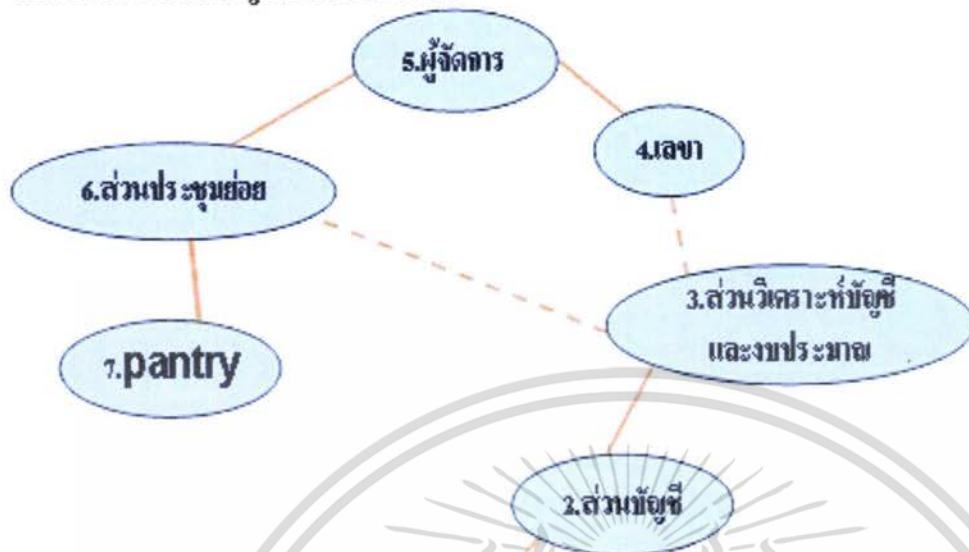 5.ผู้จัดการ
4.เลขา
6.ส่วนประชุมย่อย
3.ส่วนวิเคราะห์บัญชี
และงบประมาณ
7.pantry
2.ส่วนบัญชี